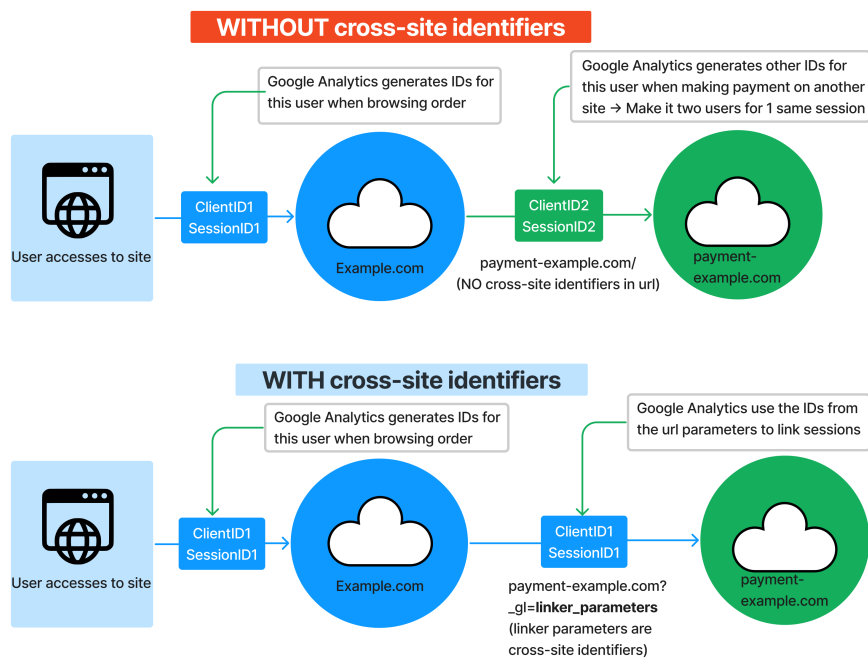 WITHOUT cross-site identifiers
Google Analytics generates IDs for
this user when browsing order
Google Analytics generates other IDs for
this user when making payment on another
site → Make it two users for 1 same session
User accesses to site
ClientID1
SessionID1
Example.com
ClientID2
SessionID2
payment-example.com/
(NO cross-site identifiers in url)
payment-
example.com
WITH cross-site identifiers
Google Analytics generates IDs for
this user when browsing order
Google Analytics use the IDs from
the url parameters to link sessions
User accesses to site
ClientID1
SessionID1
Example.com
ClientID1
SessionID1
payment-example.com?
_gl=linker_parameters
(linker parameters are
cross-site identifiers)
payment-
example.com